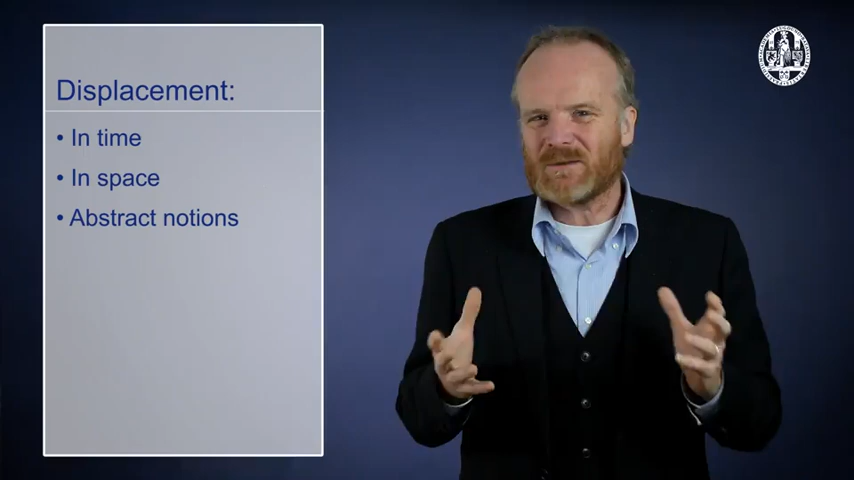 Displacement:
• In time
• In space
• Abstract notions